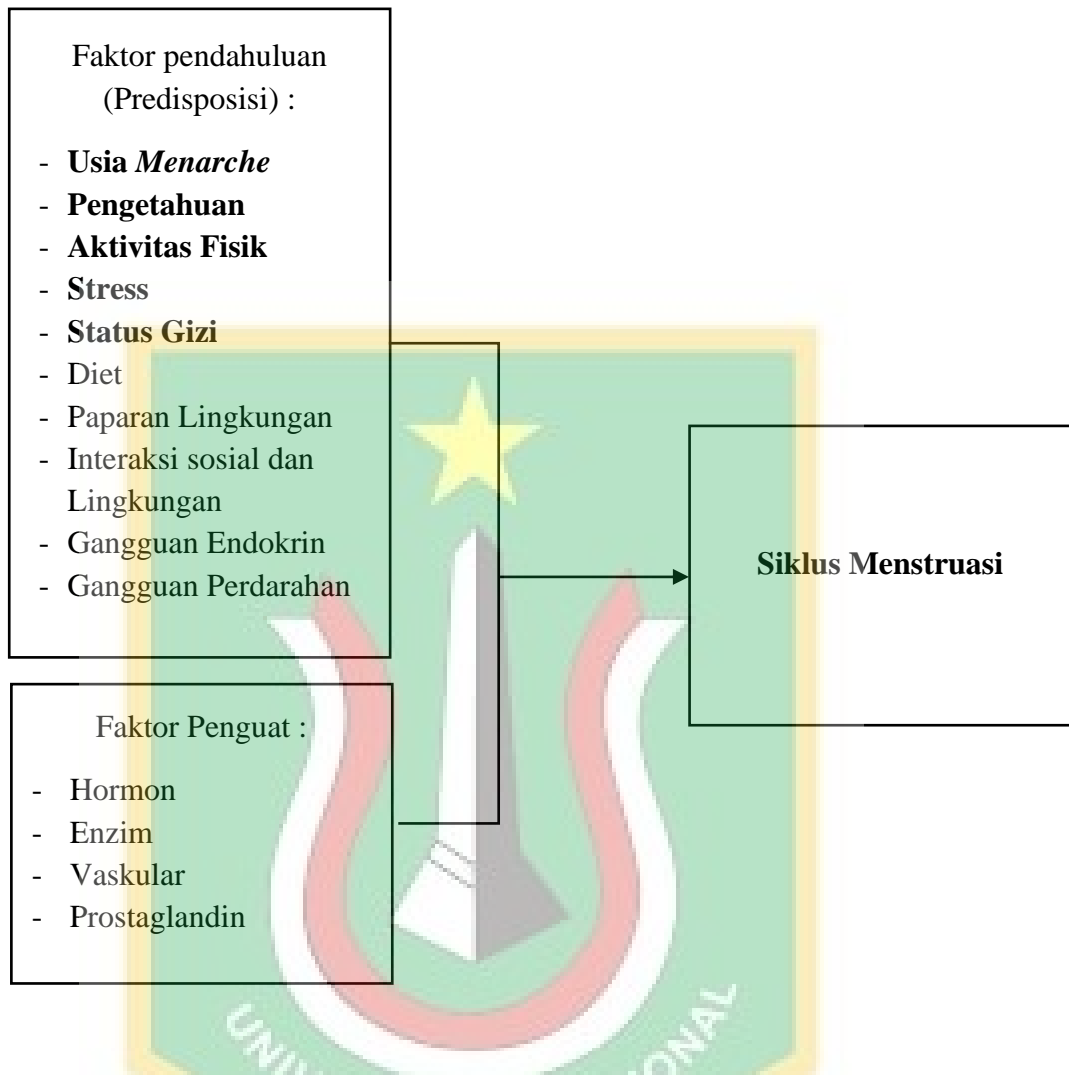 Faktor pendahuluan
(Predisposisi) :
- Usia Menarche
- Pengetahuan
- Aktivitas Fisik
- Stress
- Status Gizi
- Diet
- Paparan Lingkungan
- Interaksi sosial dan
Lingkungan
- Gangguan Endokrin
- Gangguan Perdarahan
Siklus Menstruasi
Faktor Penguat :
- Hormon
- Enzim
- Vaskular
- Prostaglandin